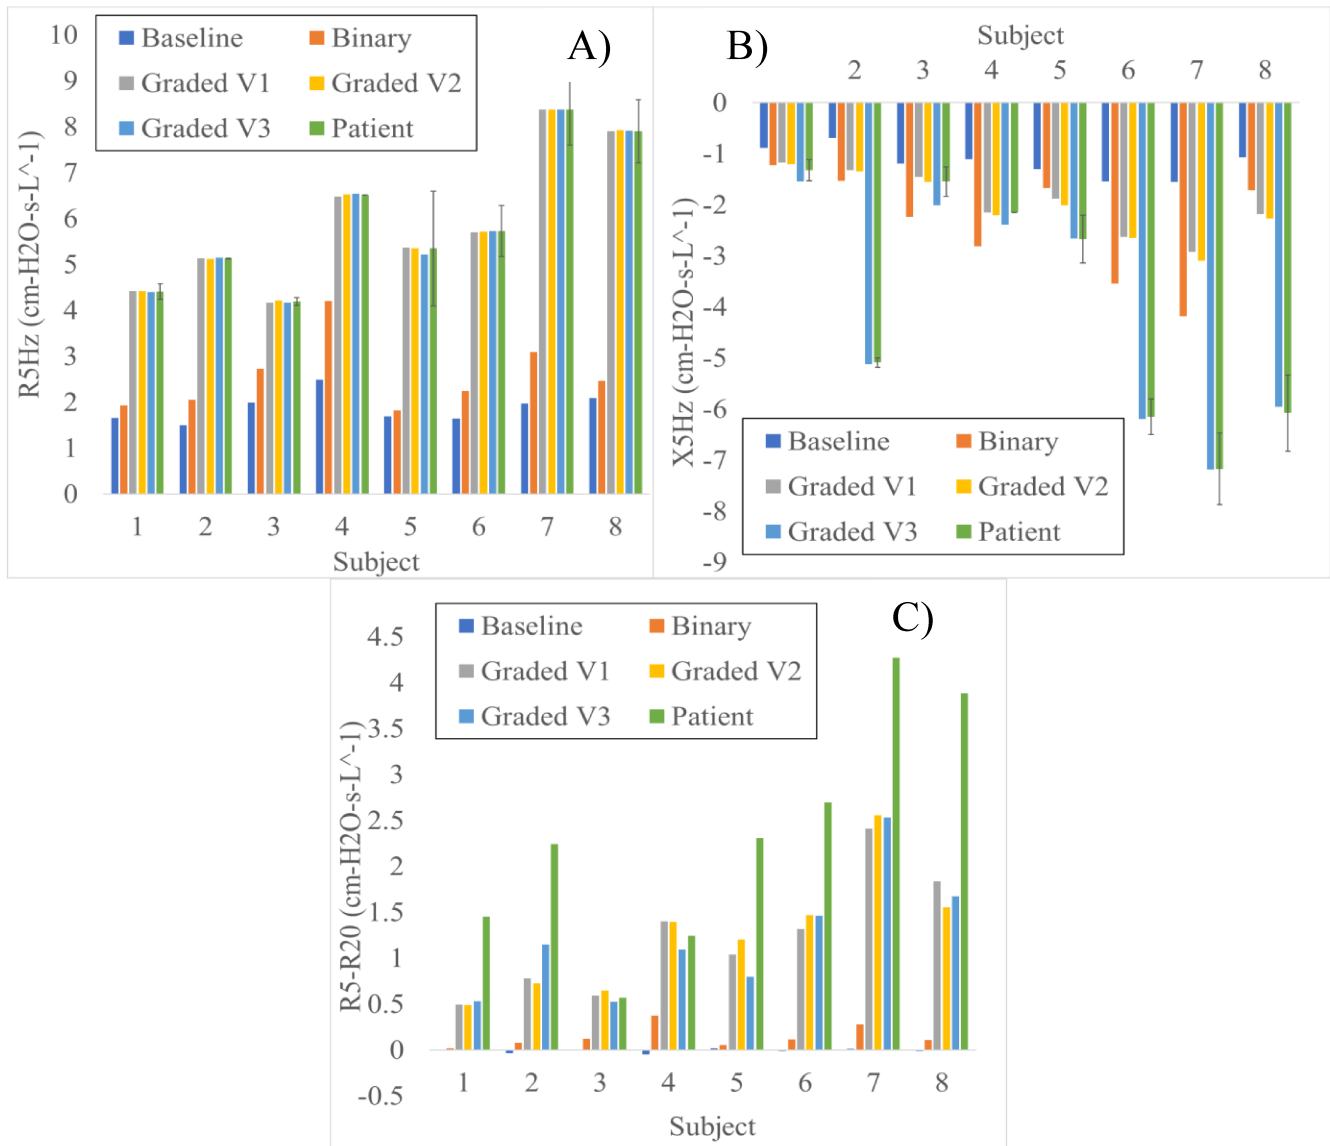 A)
Baseline Binary
Graded V1 Graded V2
Graded V3 Patient
R5Hz (cm-H2O-s-L^-1)
10
9
8
7
6
5
4
3
2
1
0
1 2 3 4 5 6 7 8
Subject
B)
Subject
2 3 4 5 6 7 8
X5Hz (cm-H2O-s-L^-1)
0
-1
-2
-3
-4
-5
-6
-7
-8
-9
Baseline Binary
Graded V1 Graded V2
Graded V3 Patient
C)
Baseline Binary
Graded V1 Graded V2
Graded V3 Patient
R5-R20 (cm-H2O-s-L^-1)
4.5
4
3.5
3
2.5
2
1.5
1
0.5
0
-0.5
1 2 3 4 5 6 7 8
Subject